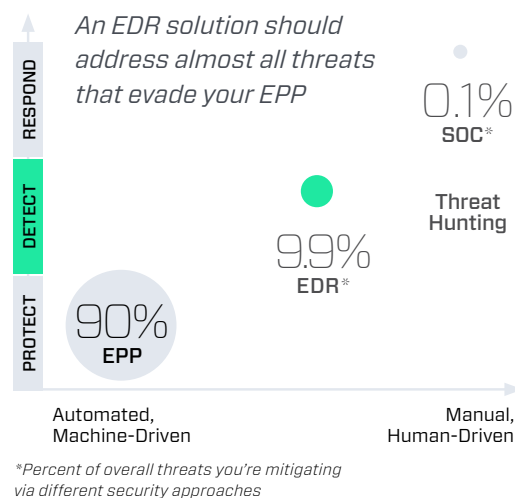 An EDR solution should
address almost all threats
that evade your EPP
RESPOND
DETECT
PROTECT
0.1%
SOC*
Threat
Hunting
9.9%
EDR*
90%
EPP
Automated,
Machine-Driven
Manual,
Human-Driven
*Percent of overall threats you're mitigating
via different security approaches